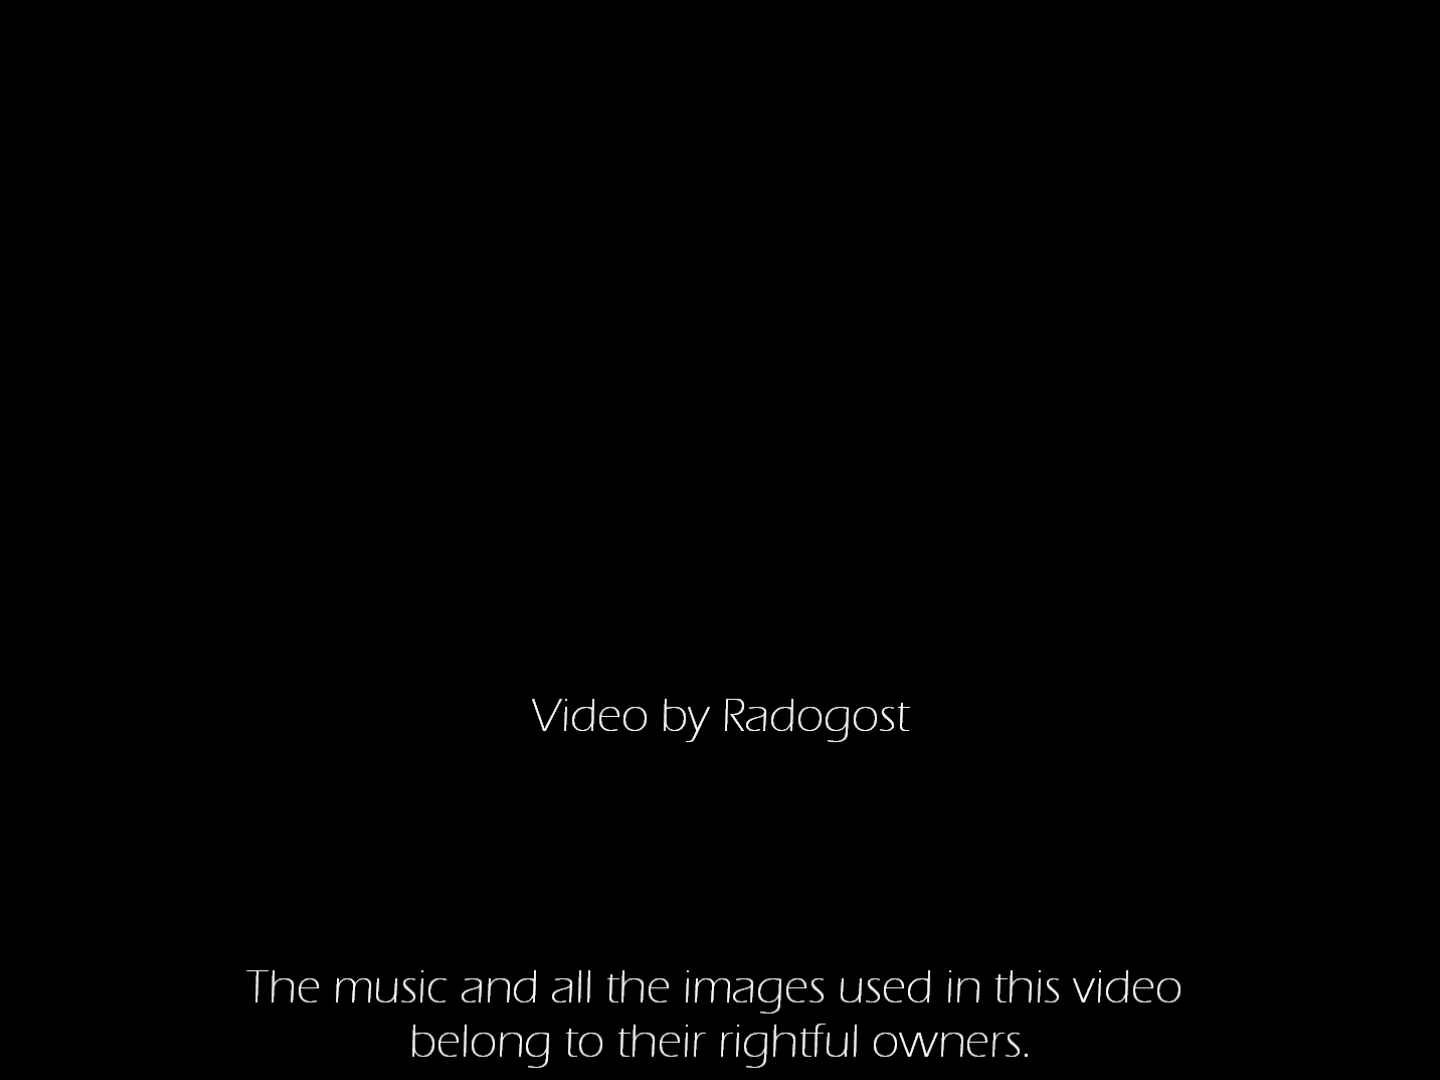 Video by Radogost
The music and all the images used in this video
belong to their rightful owners.